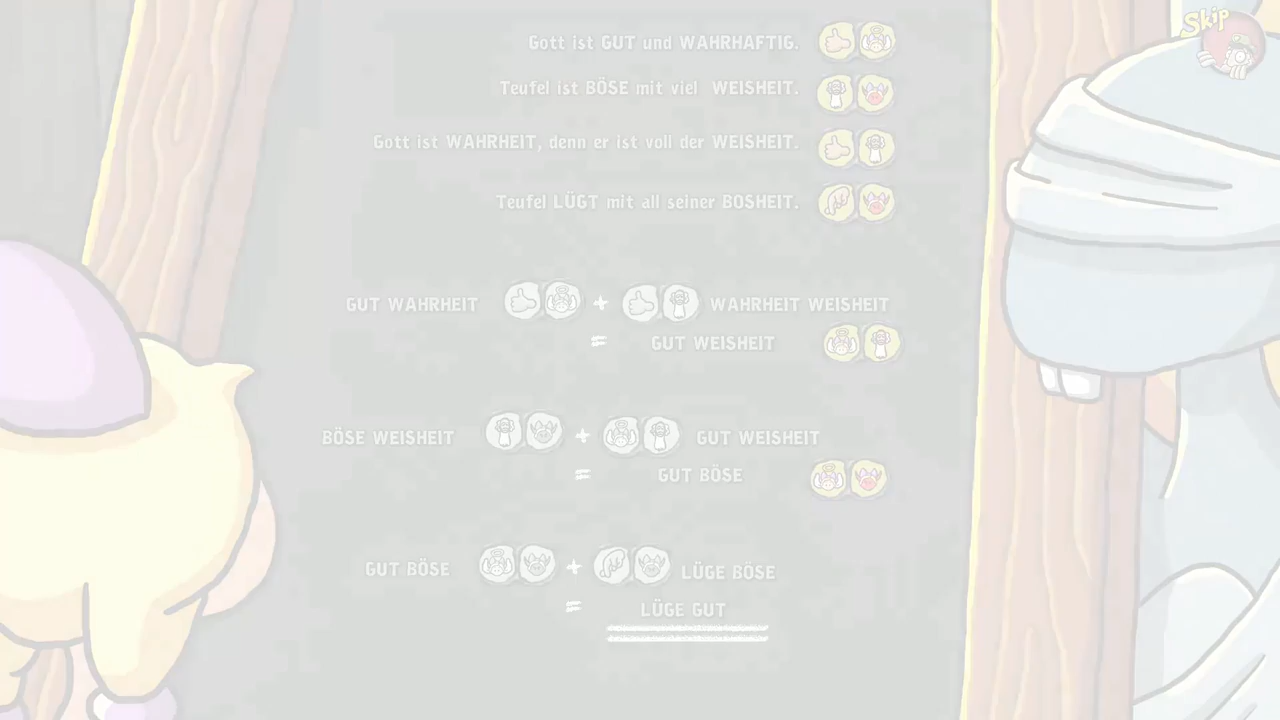 Skip
Gott ist GUT und WAHRHAFTIG.
Teufel ist BÖSE mit viel WEISHEIT.
Gott ist WAHRHEIT, denn er ist voll der WEISHEIT.
Teufel LÜGT mit all seiner BOSHEIT.
GUT WAHRHEIT + WAHRHEIT WEISHEIT
= GUT WEISHEIT
BÖSE WEISHEIT + GUT WEISHEIT
= GUT BÖSE
GUT BÖSE + LÜGE BÖSE
= LÜGE GUT